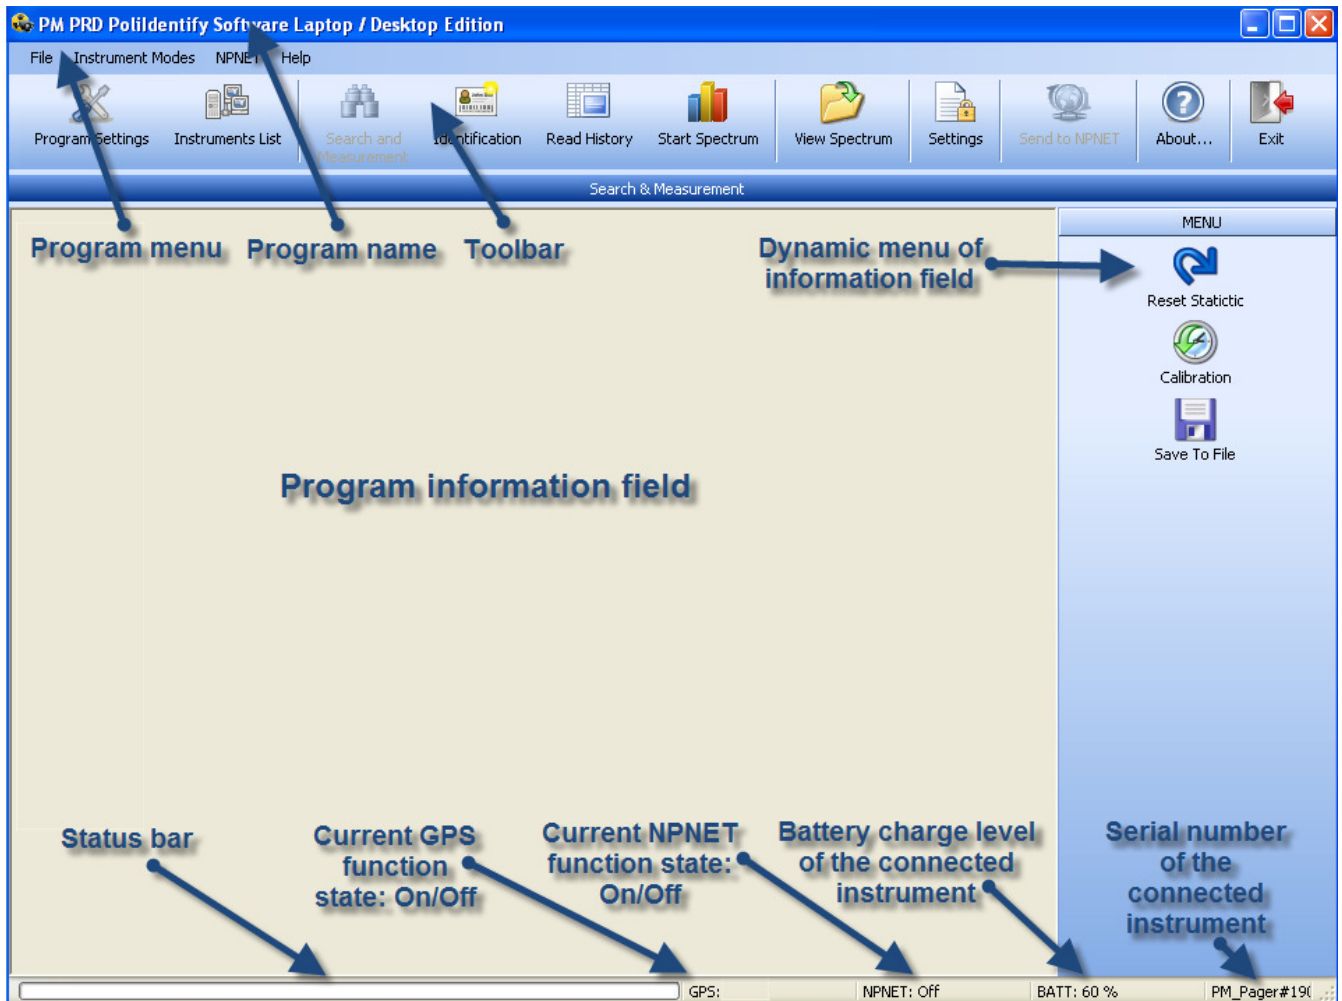 PM PRD PoliIdentify Software Laptop / Desktop Edition
File Instrument Modes NPNET Help
Program Settings
Instruments List
Search and
Measurement
Identification
Read History
Start Spectrum
View Spectrum
Settings
Send to NPNET
About...
Exit
Search & Measurement
MENU
Program menu
Program name
Toolbar
Dynamic menu of
information field
Reset Statictic
Calibration
Save To File
Program information field
Status bar
Current GPS
function
state: On/Off
Current NPNET
function state:
On/Off
Battery charge level
of the connected
instrument
Serial number
of the
connected
instrument
GPS: NPNET: Off BATT: 60 % PM_Pager#190